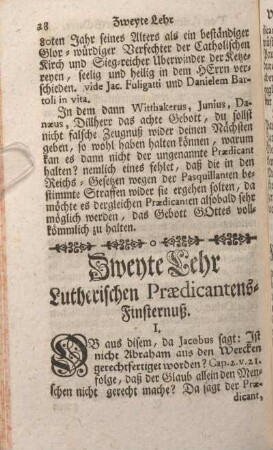 28 Zweyte Lehr
80ten Jahr seines Alters als ein beständiger
Glor-würdiger Verfechter der Catholischen
Kirch und Sieg-reicher Uberwinder der Ketze-
reyen, seelig und heilig in dem HErrn ver-
schieden. vide Jac. Fuligatti und Danielem Bar-
toli in vita.
In dem dann Witthakerus, Junius, Da-
næus, Dillherr das achte Gebott, du sollst
nicht falsche Zeugnuß wider deinen Nächsten
geben, so wohl haben halten können, warum
kan es dann nicht der ungenannte Prædicant
halten? nemlich eines fehlet, daß die in den
Reichs-Gesetzen wegen der Pasquillanten be-
stimmte Straffen wider sie ergehen solten, da
möchte es dergleichen Prædicanten alsobald sehr
möglich werden, das Gebott GOttes voll-
kömmlich zu halten.
Zweyte Lehr
Lutherischen Prædicantens-
Finsternuß.
I,
OB aus disem, da Jacobus sagt: Ist
nicht Abraham aus den Wercken
gerechtfertiget worden? Cap. 2. v. 21.
folge, daß der Glaub allein den Men-
schen nicht gerecht mache? Da sagt der Præ-
dicant,